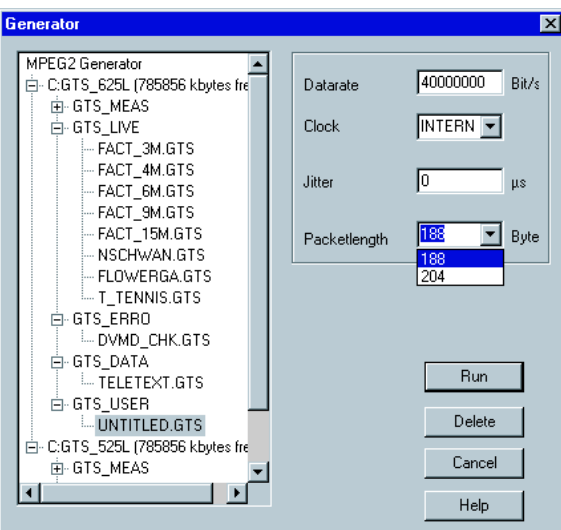 Generator
MPEG2 Generator
C:GTS_625L (785856 kbytes fre
GTS_MEAS
GTS_LIVE
FACT_3M.GTS
FACT_4M.GTS
FACT_6M.GTS
FACT_9M.GTS
FACT_15M.GTS
NSCHWAN.GTS
FLOWERGA.GTS
T_TENNIS.GTS
GTS_ERRO
DVMD_CHK.GTS
GTS_DATA
TELETEXT.GTS
GTS_USER
UNTITLED.GTS
C:GTS_525L (785856 kbytes fre
GTS_MEAS
Datarate 40000000 Bit/s
Clock INTERN
Jitter 0 µs
Packetlength 188 Byte
188
204
Run
Delete
Cancel
Help